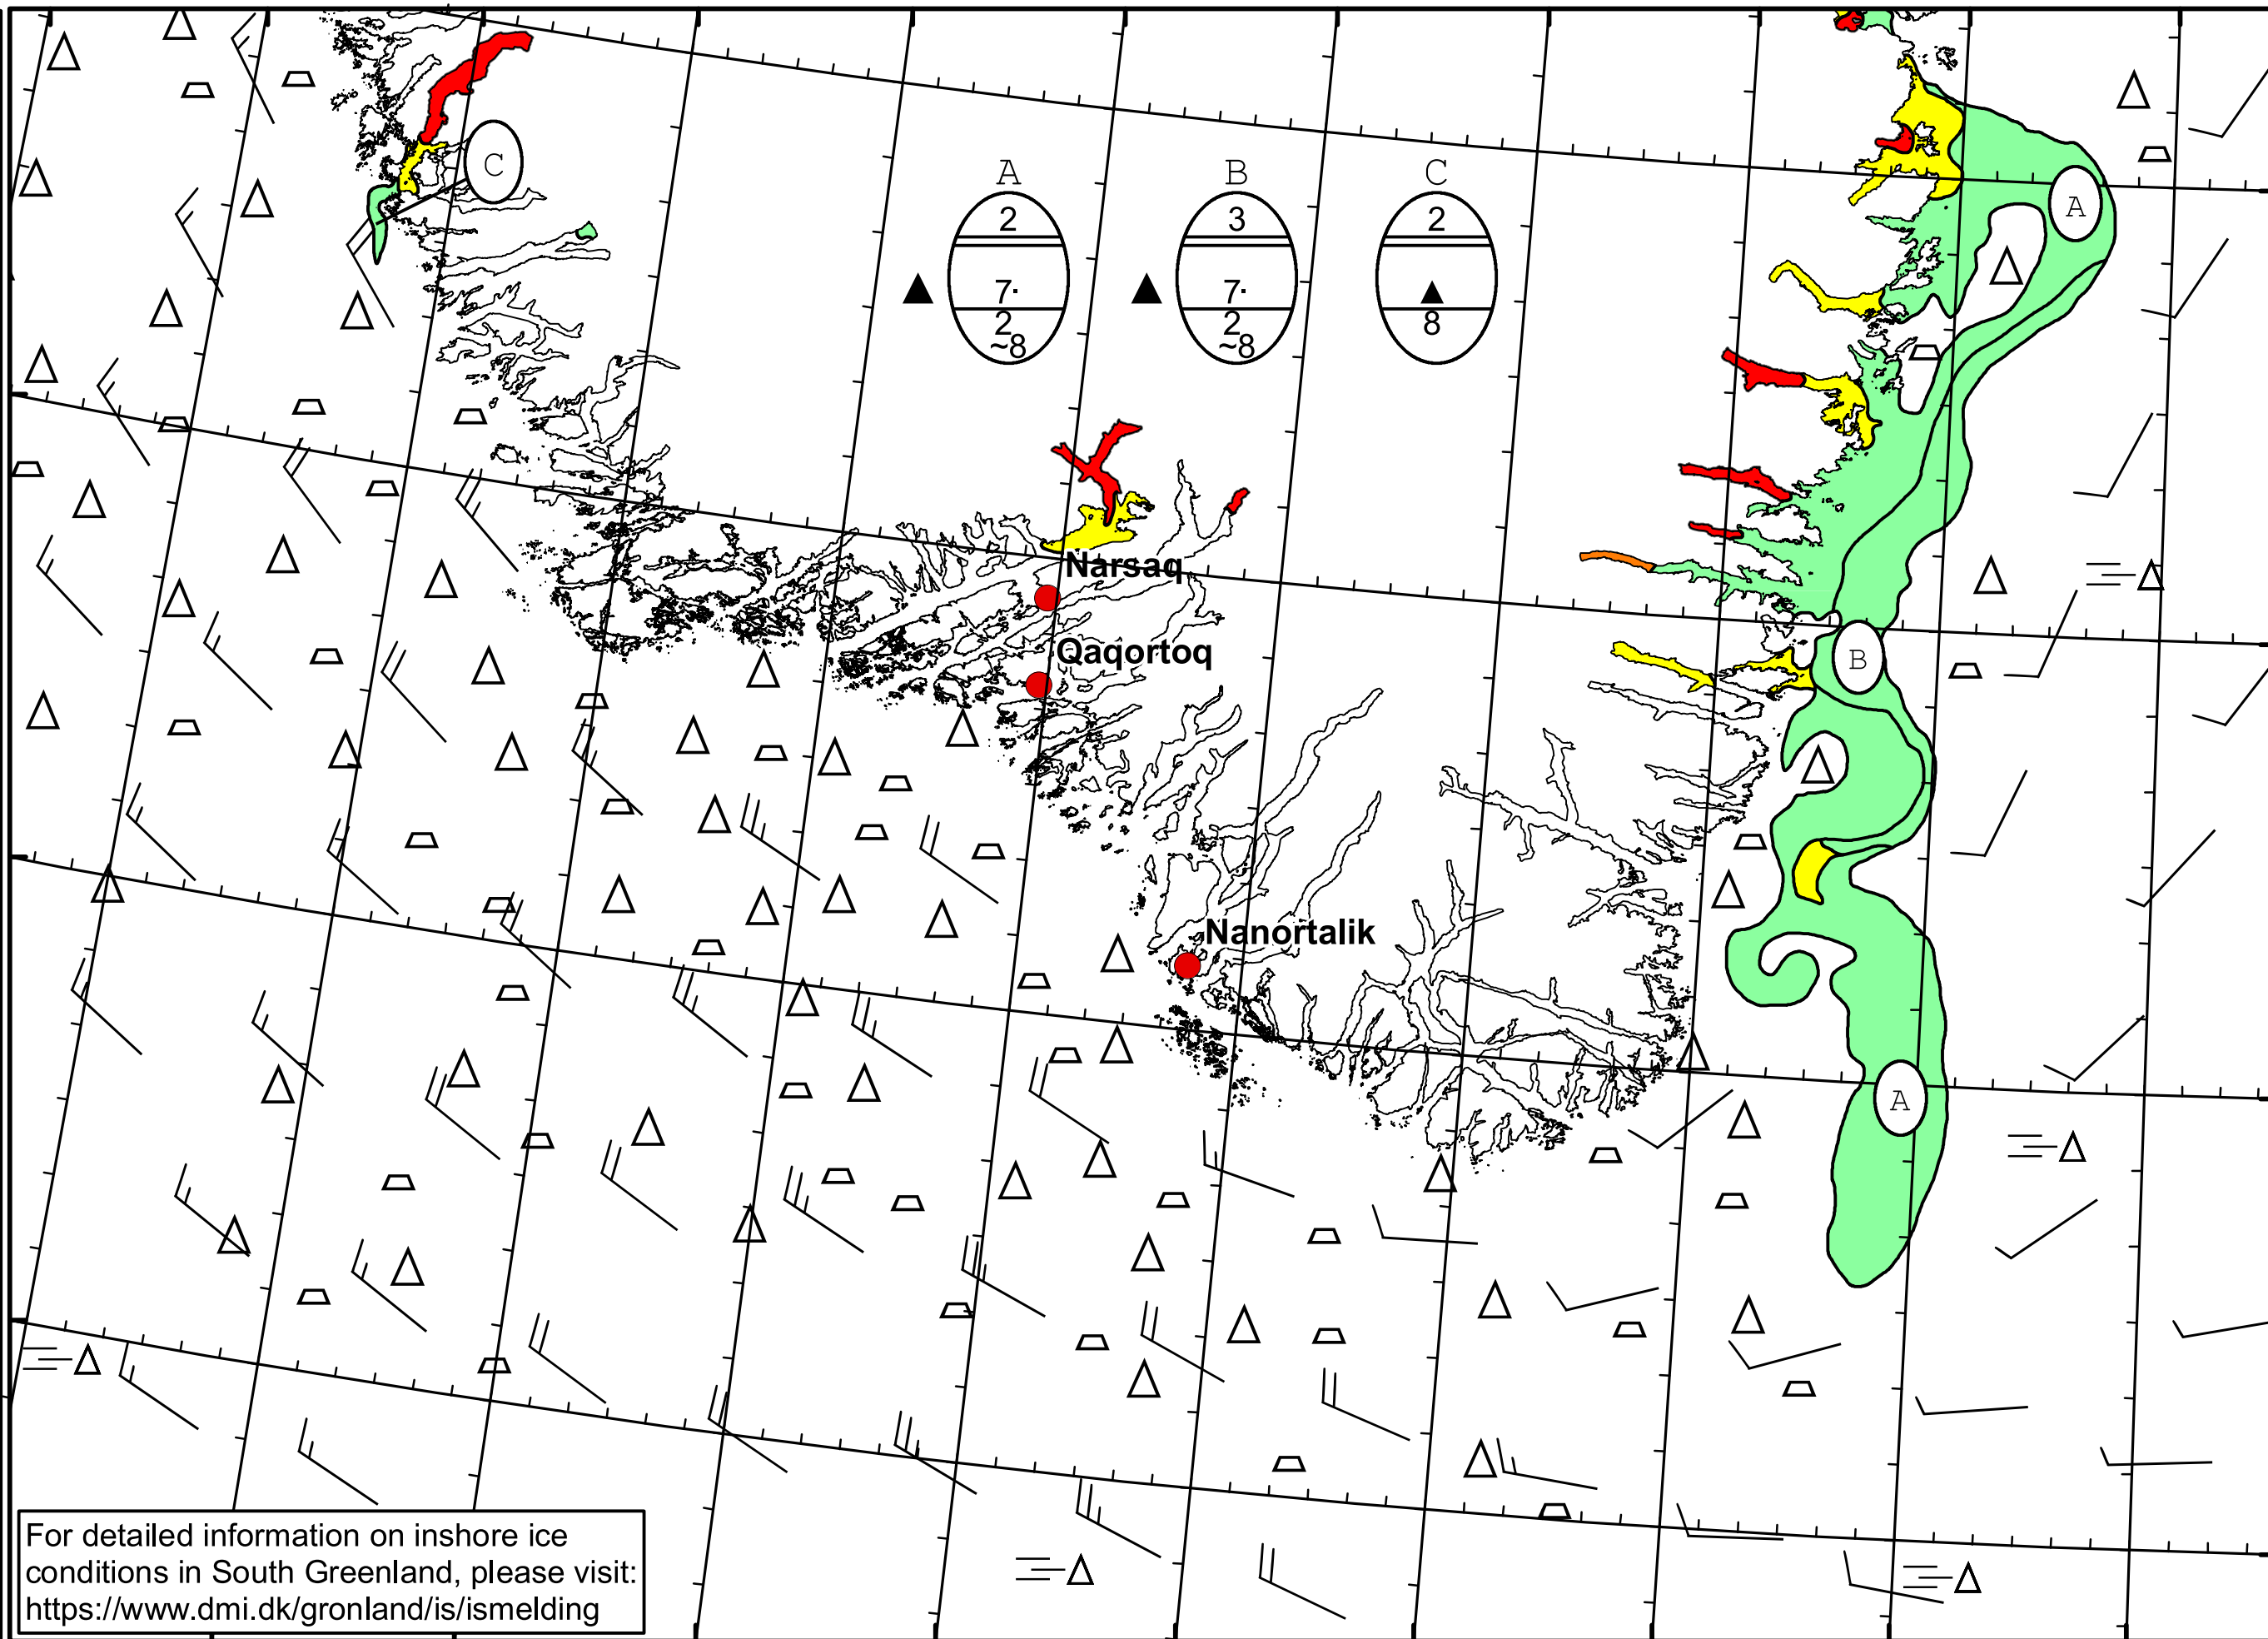 C
A B C
A
2 3 2
7· 7·
2 2 8
~8 ~8
Narsaq
Qaqortoq
B
Nanortalik
A
For detailed information on inshore ice
conditions in South Greenland, please visit:
https://www.dmi.dk/gronland/is/ismelding